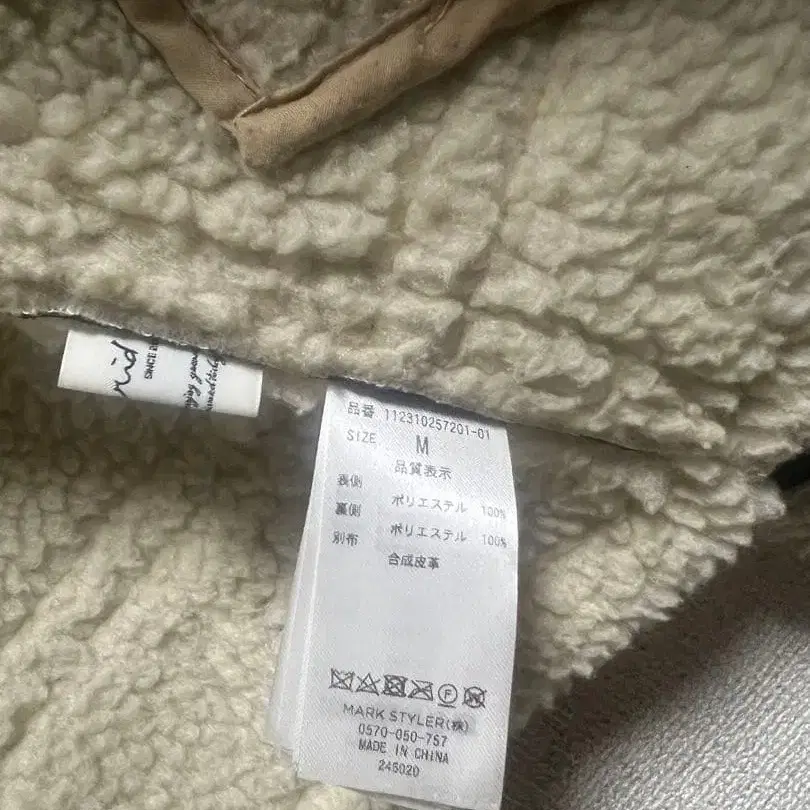 rid
SINCE
品番 112310257201-01
SIZE M
品質表示
表側 ポリエステル 100%
裏側 ポリエステル 100%
別布 合成皮革
F
MARK STYLER(株)
0570-050-757
MADE IN CHINA
245020